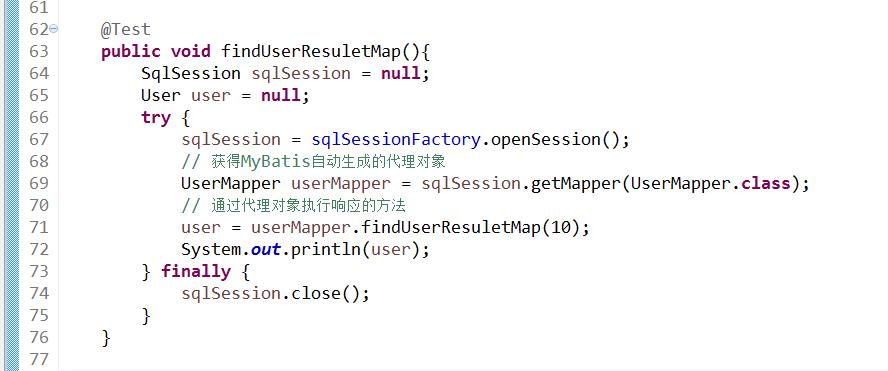 61
62 @Test
63 public void findUserResuletMap(){
64 SqlSession sqlSession = null;
65 User user = null;
66 try {
67 sqlSession = sqlSessionFactory.openSession();
68 // 获得MyBatis自动生成的代理对象
69 UserMapper userMapper = sqlSession.getMapper(UserMapper.class);
70 // 通过代理对象执行响应的方法
71 user = userMapper.findUserResuletMap(10);
72 System.out.println(user);
73 } finally {
74 sqlSession.close();
75 }
76 }
77